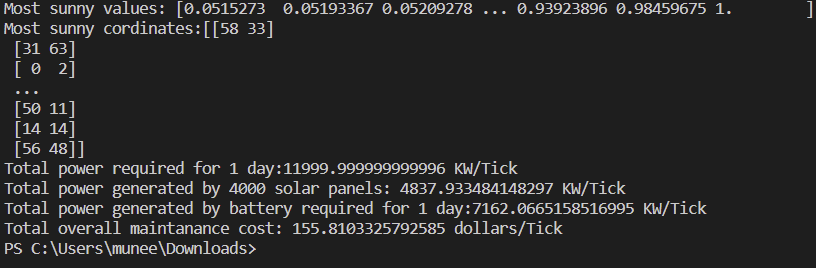 Most sunny values: [0.0515273  0.05193367 0.05209278 ... 0.93923896 0.98459675 1.        ]
Most sunny cordinates:[[58 33]
 [31 63]
 [ 0  2]
 ...
 [50 11]
 [14 14]
 [56 48]]
Total power required for 1 day:11999.999999999996 KW/Tick
Total power generated by 4000 solar panels: 4837.933484148297 KW/Tick
Total power generated by battery required for 1 day:7162.0665158516995 KW/Tick
Total overall maintanance cost: 155.8103325792585 dollars/Tick
PS C:\Users\munee\Downloads>